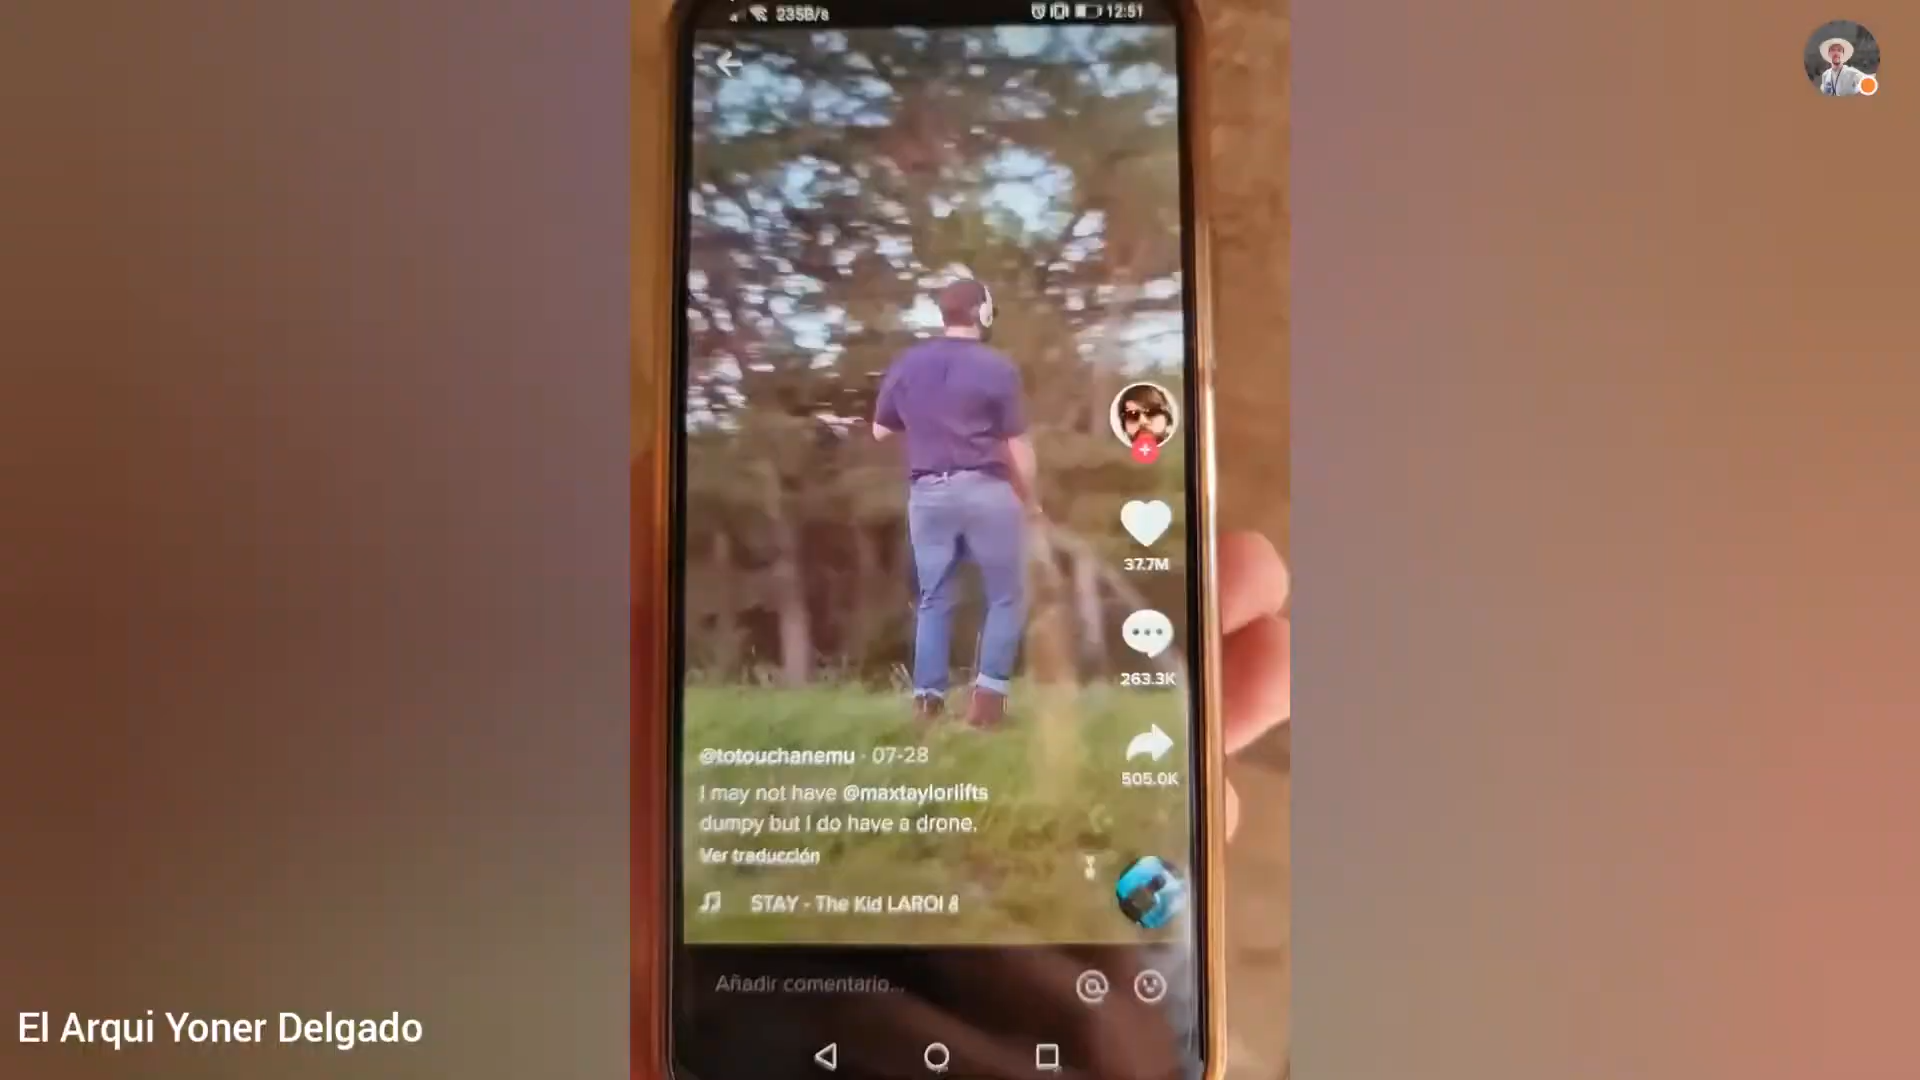 235B/s
12:51
37.7M
263.3K
505.0K
@totouchanemu · 07-28
I may not have @maxtaylorlifts
dumpy but I do have a drone.
Ver traducción
STAY - The Kid LAROI &
Añadir comentario...
El Arqui Yoner Delgado